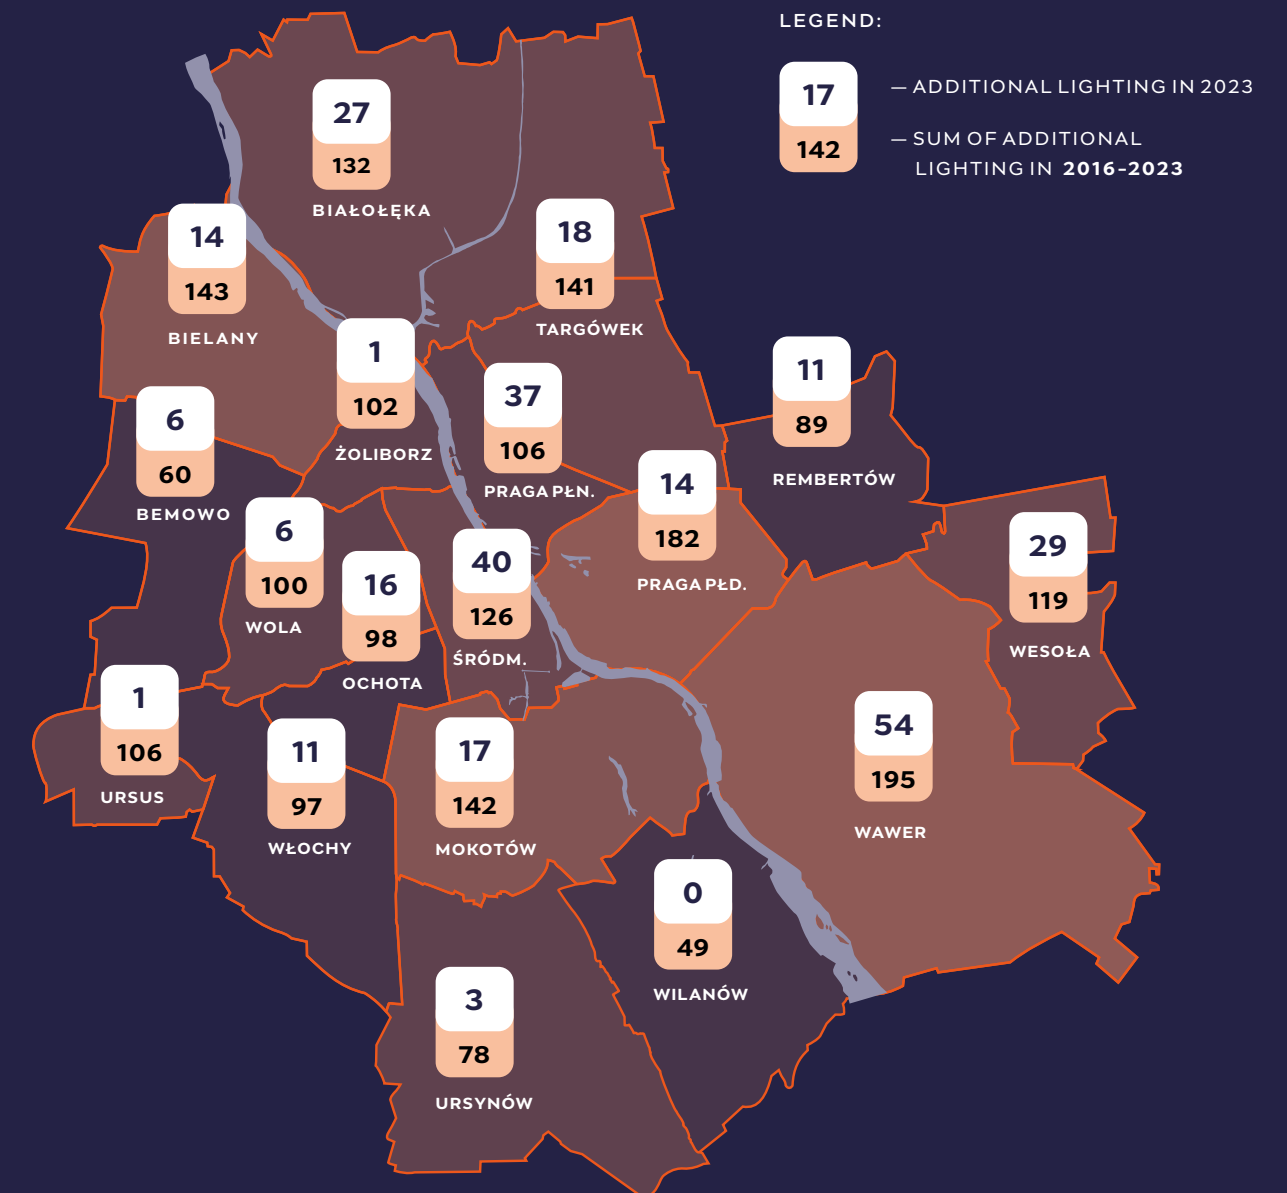 LEGEND:
17
— ADDITIONAL LIGHTING IN 2023
142
— SUM OF ADDITIONAL
LIGHTING IN 2016–2023
27
132
BIAŁOŁĘKA
14
143
BIELANY
18
141
TARGÓWEK
1
102
ŻOLIBORZ
37
106
PRAGA PŁN.
11
89
REMBERTÓW
6
60
BEMOWO
14
182
PRAGA PŁD.
6
100
WOLA
16
98
OCHOTA
40
126
ŚRÓDM.
29
119
WESOŁA
1
106
URSUS
11
97
WŁOCHY
17
142
MOKOTÓW
54
195
WAWER
0
49
WILANÓW
3
78
URSYNÓW